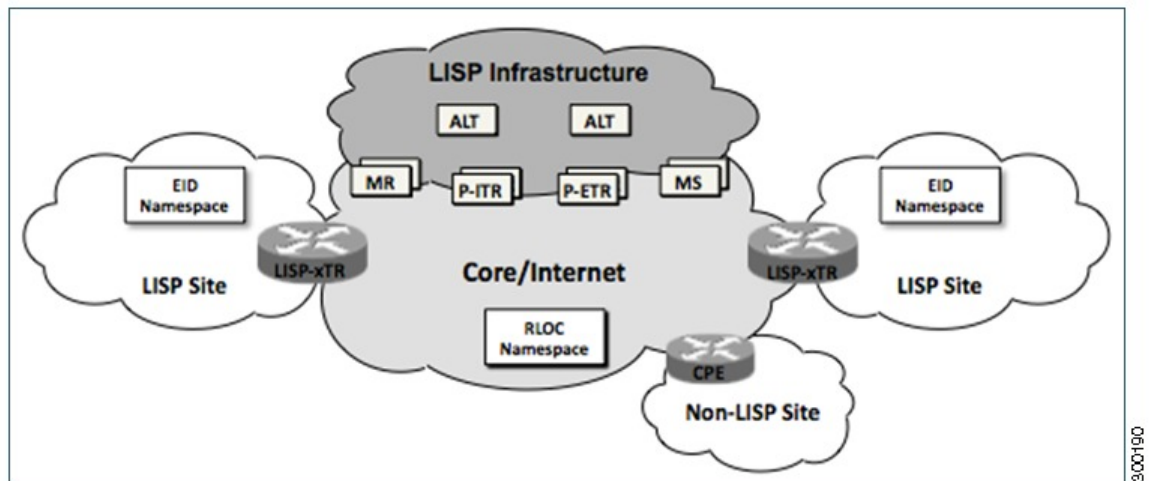 LISP Infrastructure
ALT
ALT
MR
P-ITR
P-ETR
MS
EID
Namespace
LISP-xTR
LISP Site
Core/Internet
RLOC
Namespace
EID
Namespace
LISP-xTR
LISP Site
CPE
Non-LISP Site
300190